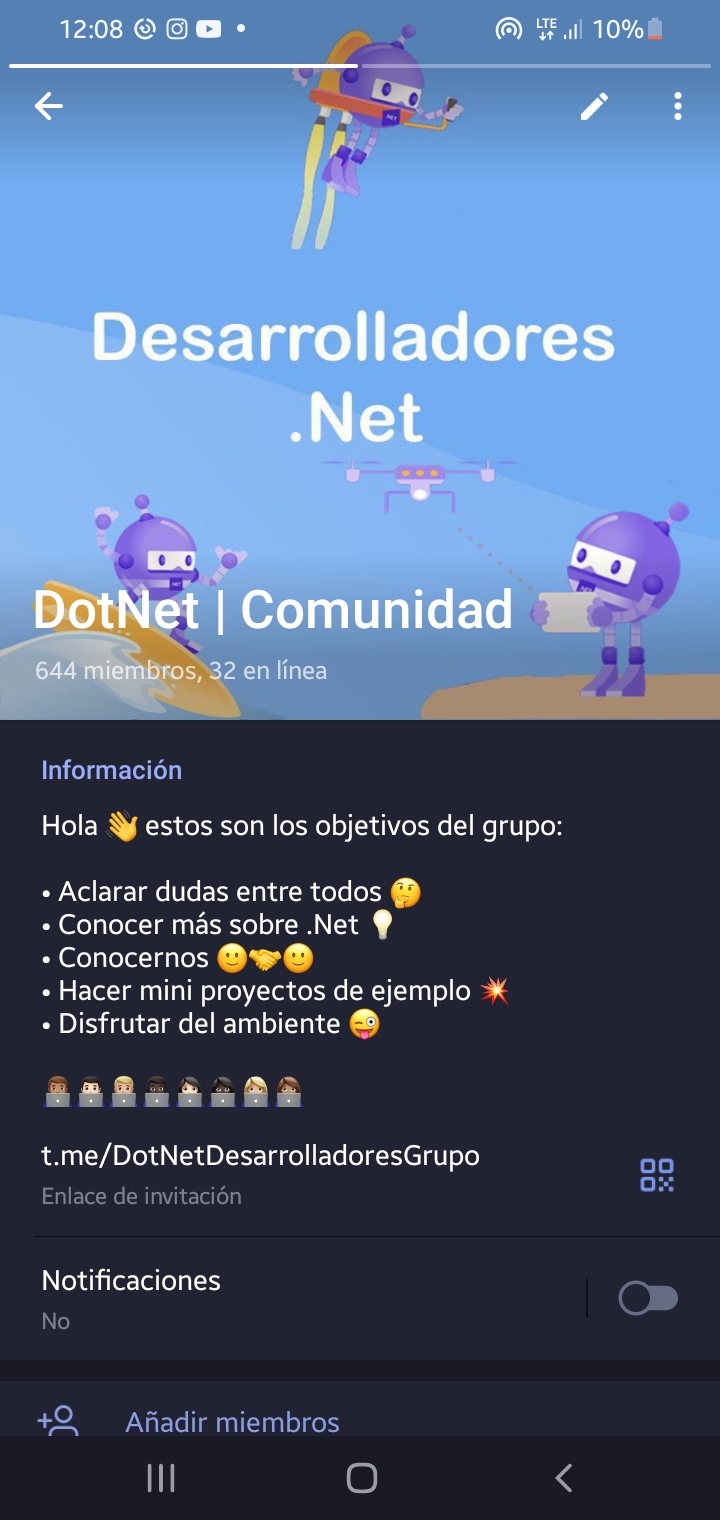 12:08 LTE 10%
.NET
Desarrolladores
.Net
DotNet | Comunidad
644 miembros, 32 en línea
Información
Hola 👋 estos son los objetivos del grupo:
• Aclarar dudas entre todos 🤔
• Conocer más sobre .Net 💡
• Conocernos 🙂🤝🙂
• Hacer mini proyectos de ejemplo 💥
• Disfrutar del ambiente 😜
👨🏽‍💻👨🏻‍💻👨🏼‍💻👨🏿‍💻👩🏻‍💻👩🏿‍💻👩🏼‍💻👩🏽‍💻
t.me/DotNetDesarrolladoresGrupo
Enlace de invitación
Notificaciones
No
Añadir miembros